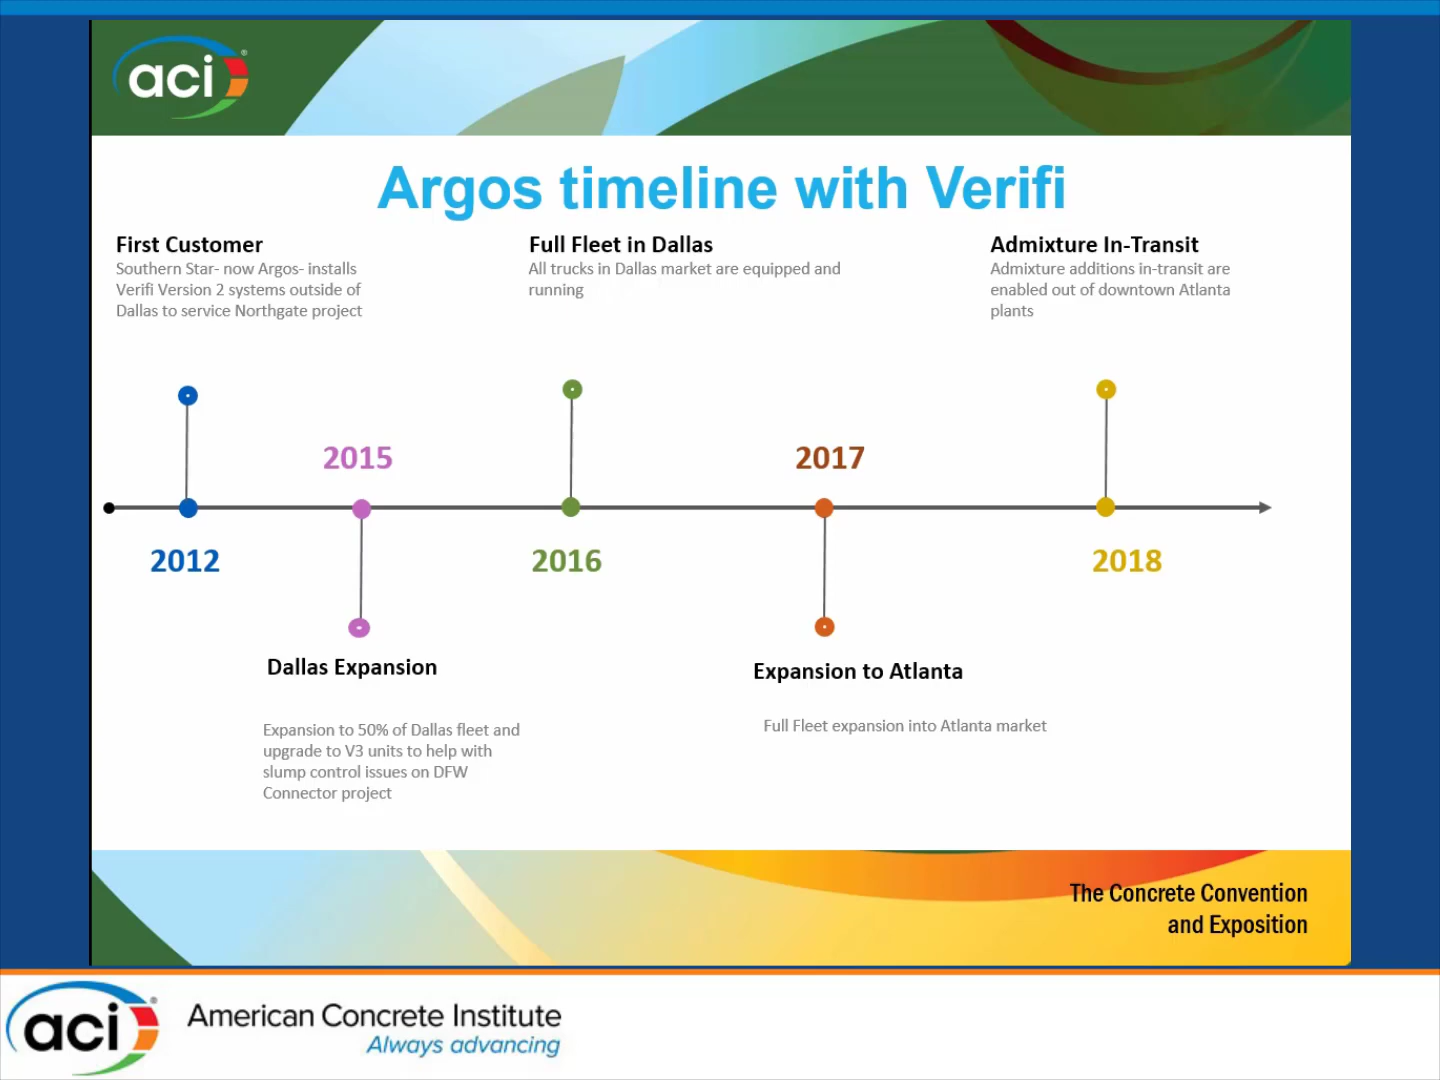 aci®
Argos timeline with Verifi
First Customer
Southern Star- now Argos- installs
Verifi Version 2 systems outside of
Dallas to service Northgate project
Full Fleet in Dallas
All trucks in Dallas market are equipped and
running
Admixture In-Transit
Admixture additions in-transit are
enabled out of downtown Atlanta
plants
2015
2017
2012
2016
2018
Dallas Expansion
Expansion to 50% of Dallas fleet and
upgrade to V3 units to help with
slump control issues on DFW
Connector project
Expansion to Atlanta
Full Fleet expansion into Atlanta market
The Concrete Convention
and Exposition
aci®
American Concrete Institute
Always advancing